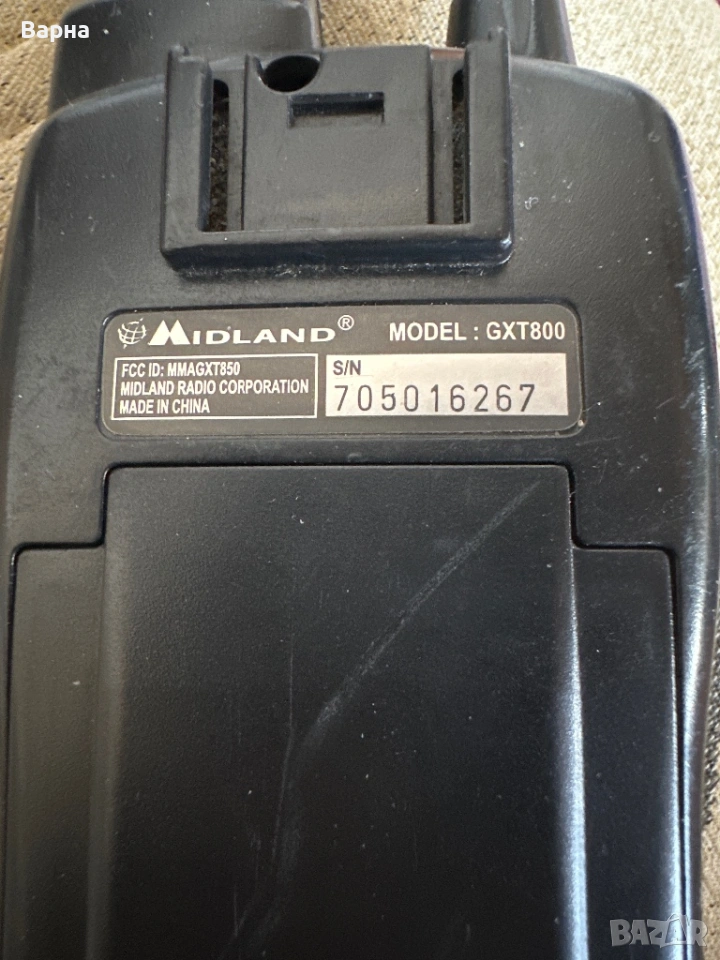 Варна
MIDLAND® MODEL : GXT800
FCC ID: MMAGXT850
MIDLAND RADIO CORPORATION
MADE IN CHINA
S/N
705016267
BAZAR